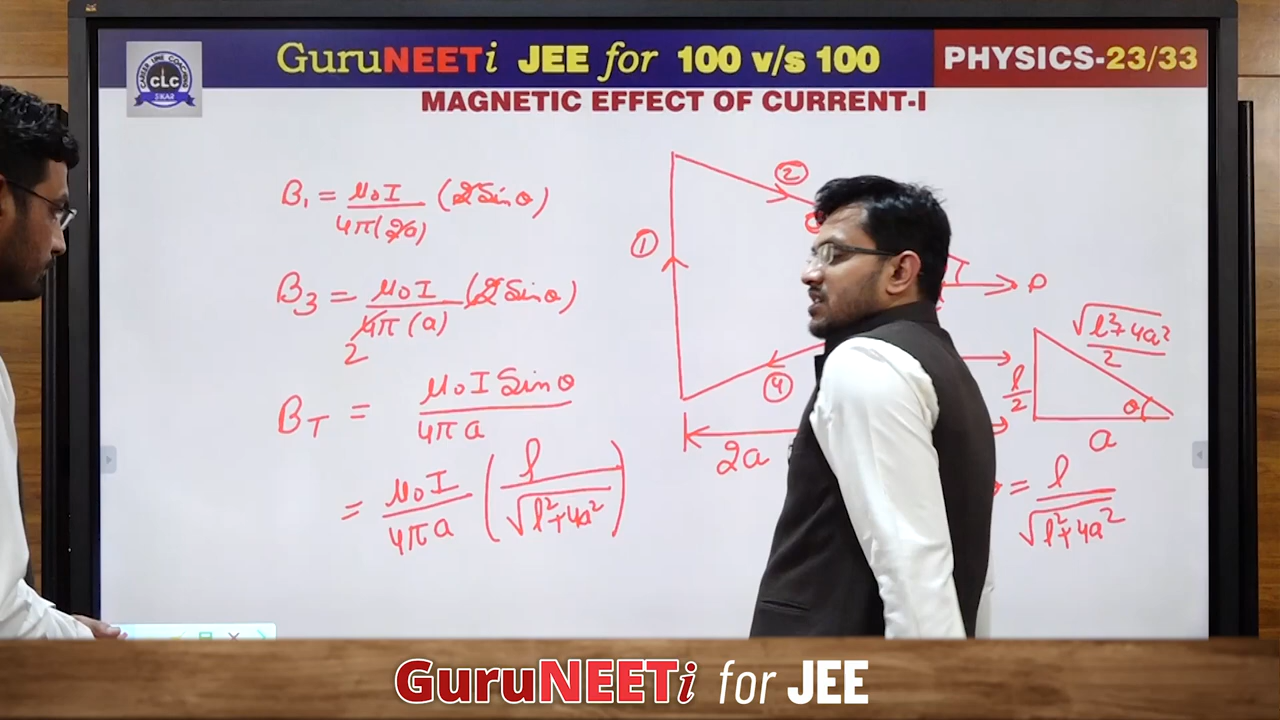 GuruNEETi JEE for 100 v/s 100
PHYSICS-23/33
CLC
SIKAR
MAGNETIC EFFECT OF CURRENT-I
B₁ = μ₀I / 4π(2a) (2 Sinθ)
B₃ = μ₀I / 4π(a) (2 Sinθ)
2
B_T = μ₀I Sinθ / 4πa
= μ₀I / 4πa (l / √(l²+4a²))
①
②
④
P
2a
√(l²+4a²) / 2
l/2
θ
a
= l / √(l²+4a²)
GuruNEETi for JEE